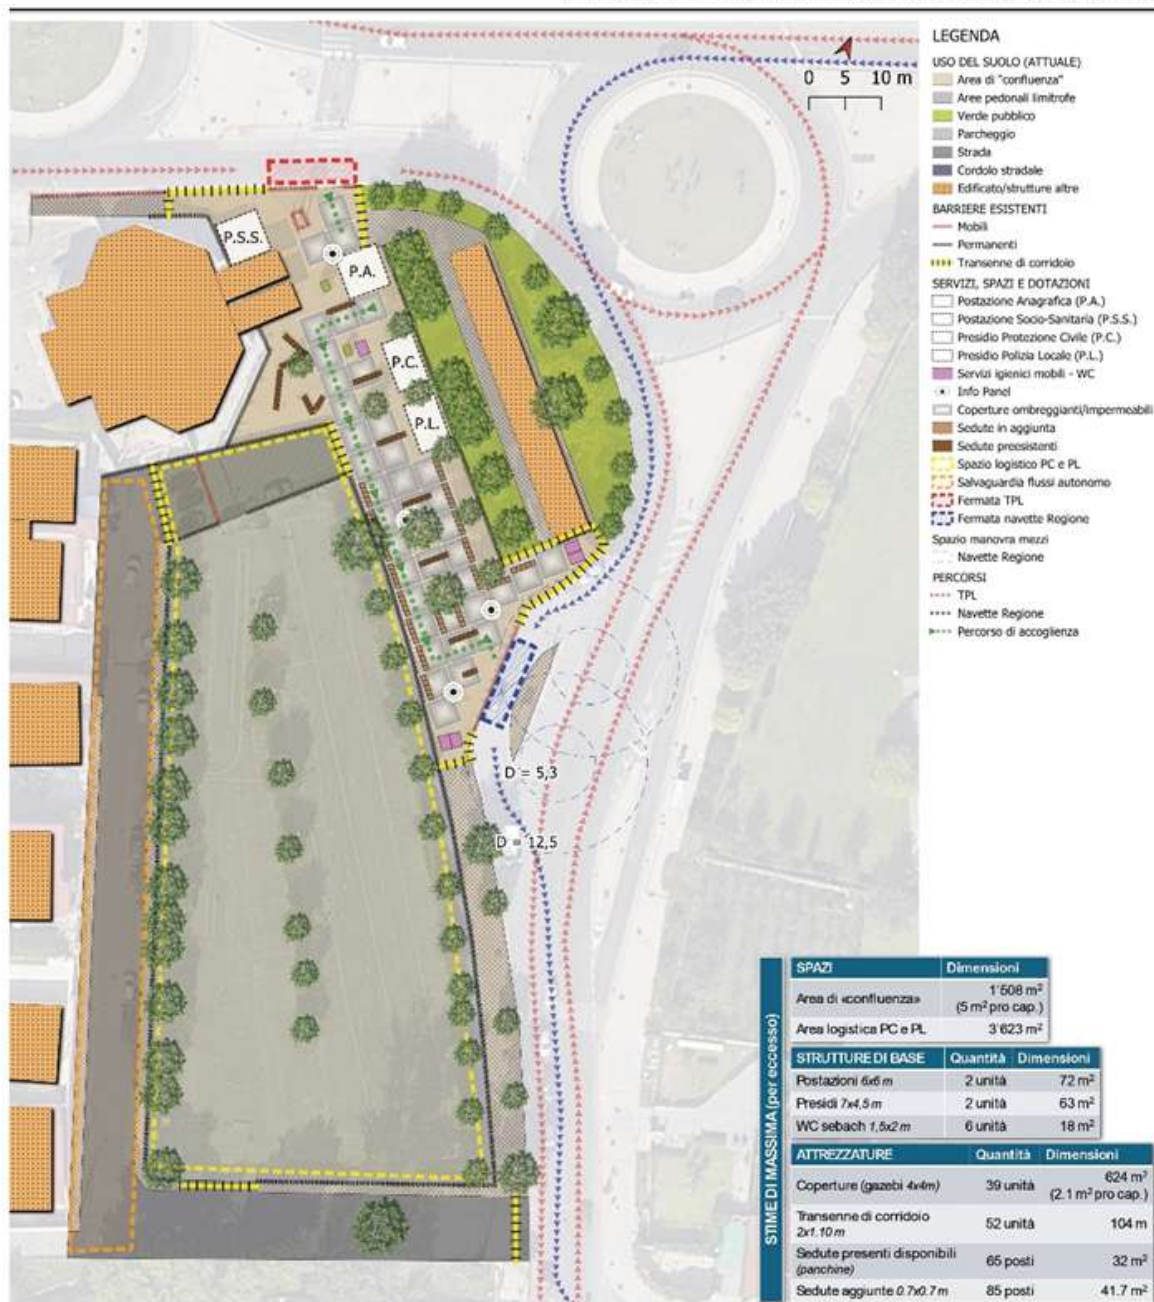 LEGENDA
USO DEL SUOLO (ATTUALE)
Area di "confluenza"
Aree pedonali limitrofe
Verde pubblico
Parcheggio
Strada
Cordolo stradale
Edificato/strutture altre
BARRIERE ESISTENTI
Mobili
Permanenti
Transenne di corridoio
SERVIZI, SPAZI E DOTAZIONI
Postazione Anagrafica (P.A.)
Postazione Socio-Sanitaria (P.S.S.)
Presidio Protezione Civile (P.C.)
Presidio Polizia Locale (P.L.)
Servizi igienici mobili - WC
Info Panel
Coperture ombreggianti/impermeabili
Sedute in aggiunta
Sedute preesistenti
Spazio logistico PC e PL
Salvaguardia flussi autonomo
Fermata TPL
Fermata navette Regione
Spazio manovra mezzi
Navette Regione
PERCORSI
TPL
Navette Regione
Percorso di accoglienza
0 5 10 m
P.S.S.
P.A.
P.C.
P.L.
D = 5,3
D = 12,5
STIME DI MASSIMA (per eccesso)
SPAZI Dimensioni
Area di «confluenza» 1'508 m²
(5 m² pro cap.)
Area logistica PC e PL 3'623 m²
STRUTTURE DI BASE Quantità Dimensioni
Postazioni 6x6 m 2 unità 72 m²
Presidi 7x4,5 m 2 unità 63 m²
WC sebach 1,5x2 m 6 unità 18 m²
ATTREZZATURE Quantità Dimensioni
Coperture (gazebi 4x4m) 39 unità 624 m²
(2.1 m² pro cap.)
Transenne di corridoio
2x1.10 m 52 unità 104 m
Sedute presenti disponibili
(panchine) 65 posti 32 m²
Sedute aggiunte 0.7x0.7 m 85 posti 41.7 m²